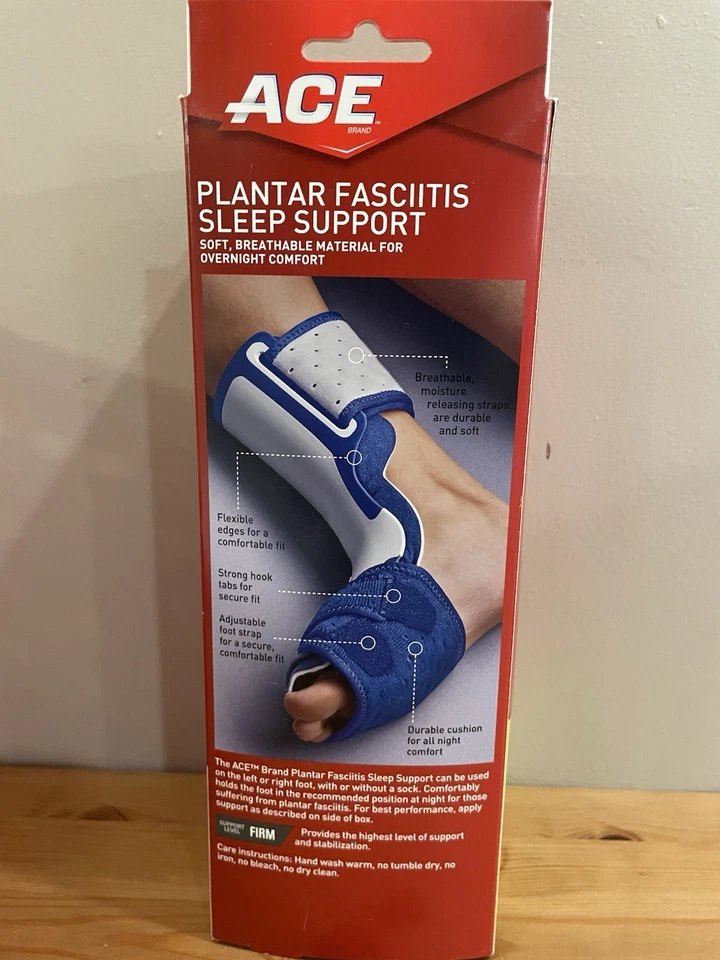 ACE™
BRAND
PLANTAR FASCIITIS
SLEEP SUPPORT
SOFT, BREATHABLE MATERIAL FOR
OVERNIGHT COMFORT
Breathable,
moisture
releasing straps
are durable
and soft
Flexible
edges for a
comfortable fit
Strong hook
tabs for
secure fit
Adjustable
foot strap
for a secure,
comfortable fit
Durable cushion
for all night
comfort
The ACE™ Brand Plantar Fasciitis Sleep Support can be used
on the left or right foot, with or without a sock. Comfortably
holds the foot in the recommended position at night for those
suffering from plantar fasciitis. For best performance, apply
support as described on side of box.
SUPPORT
LEVEL FIRM
Provides the highest level of support
and stabilization.
Care instructions: Hand wash warm, no tumble dry, no
iron, no bleach, no dry clean.